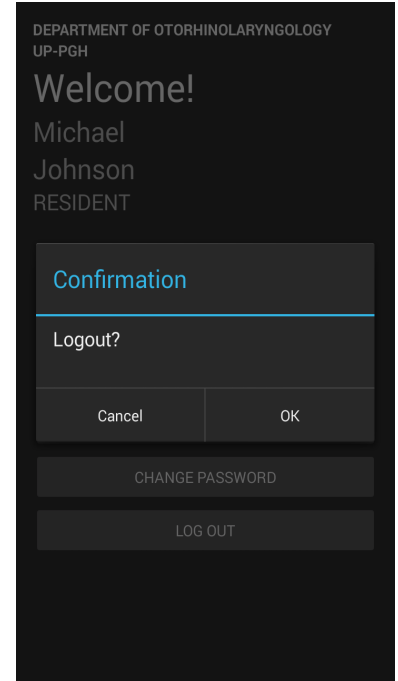 DEPARTMENT OF OTORHINOLARYNGOLOGY
UP-PGH
Welcome!
Michael
Johnson
RESIDENT
Confirmation
Logout?
Cancel OK
CHANGE PASSWORD
LOG OUT